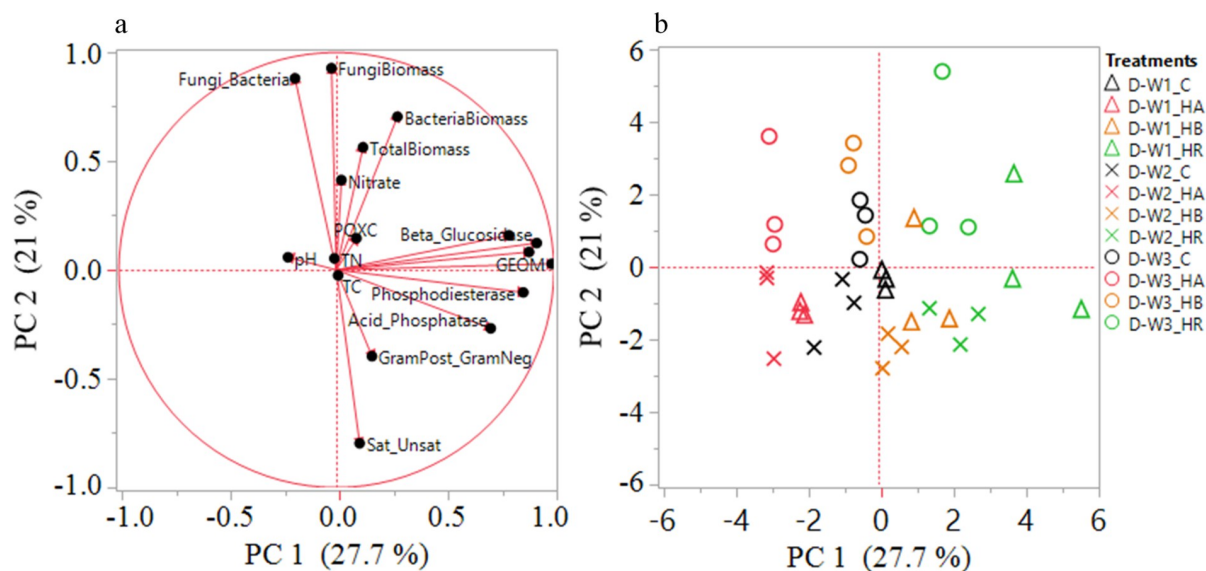 a
1.0
0.5
0.0
-0.5
-1.0
PC 2 (21 %)
Fungi_Bacteria
FungiBiomass
BacteriaBiomass
TotalBiomass
Nitrate
POXC
Beta_Glucosidase
pH
TN
GEOM
TC
Phosphodiesterase
Acid_Phosphatase
GramPost_GramNeg
Sat_Unsat
-1.0 -0.5 0.0 0.5 1.0
PC 1 (27.7 %)
b
6
4
2
0
-2
-4
-6
PC 2 (21 %)
-6 -4 -2 0 2 4 6
PC 1 (27.7 %)
Treatments
D-W1_C
D-W1_HA
D-W1_HB
D-W1_HR
D-W2_C
D-W2_HA
D-W2_HB
D-W2_HR
D-W3_C
D-W3_HA
D-W3_HB
D-W3_HR